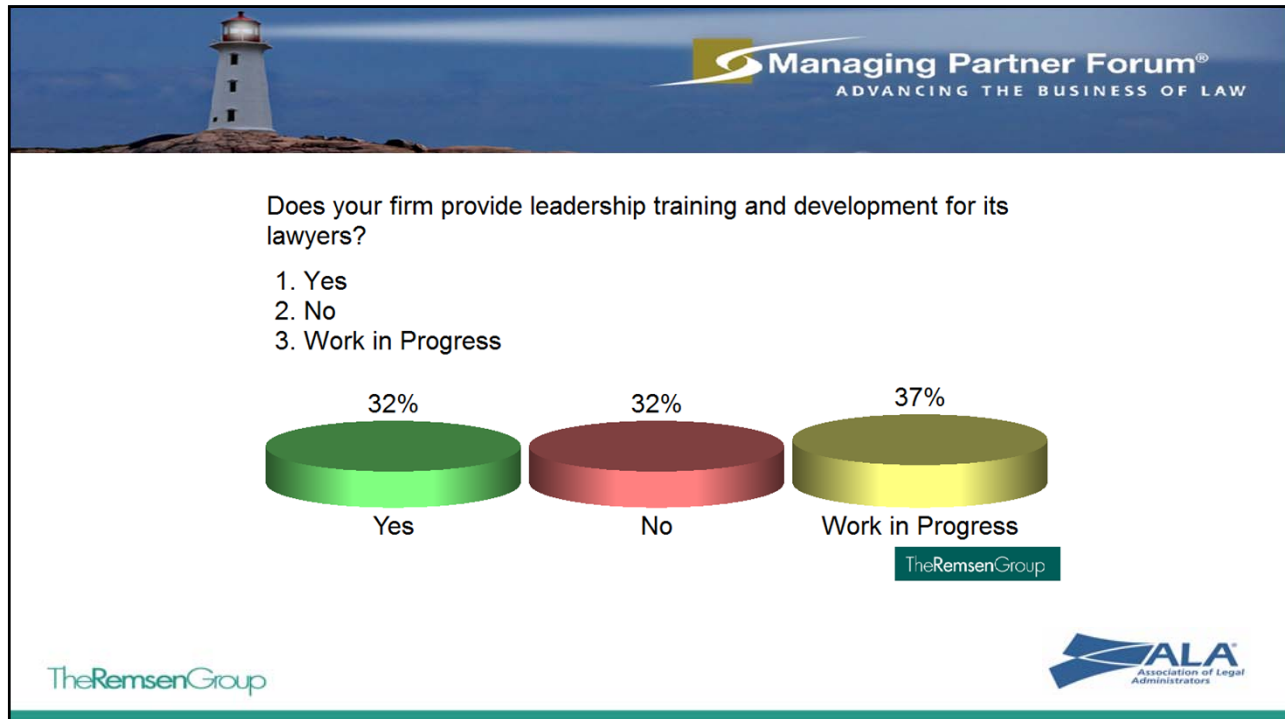 Managing Partner Forum®
ADVANCING THE BUSINESS OF LAW
Does your firm provide leadership training and development for its
lawyers?
1. Yes
2. No
3. Work in Progress
32%
32%
37%
Yes
No
Work in Progress
TheRemsenGroup
TheRemsenGroup
ALA
Association of Legal
Administrators